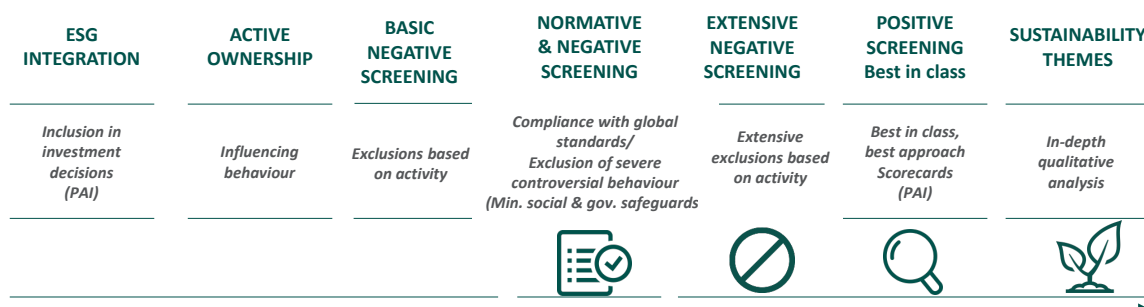 ESG
INTEGRATION
ACTIVE
OWNERSHIP
BASIC
NEGATIVE
SCREENING
NORMATIVE
& NEGATIVE
SCREENING
EXTENSIVE
NEGATIVE
SCREENING
POSITIVE
SCREENING
Best in class
SUSTAINABILITY
THEMES
Inclusion in
investment
decisions
(PAI)
Influencing
behaviour
Exclusions based
on activity
Compliance with global
standards/
Exclusion of severe
controversial behaviour
(Min. social & gov. safeguards
Extensive
exclusions based
on activity
Best in class,
best approach
Scorecards
(PAI)
In-depth
qualitative
analysis